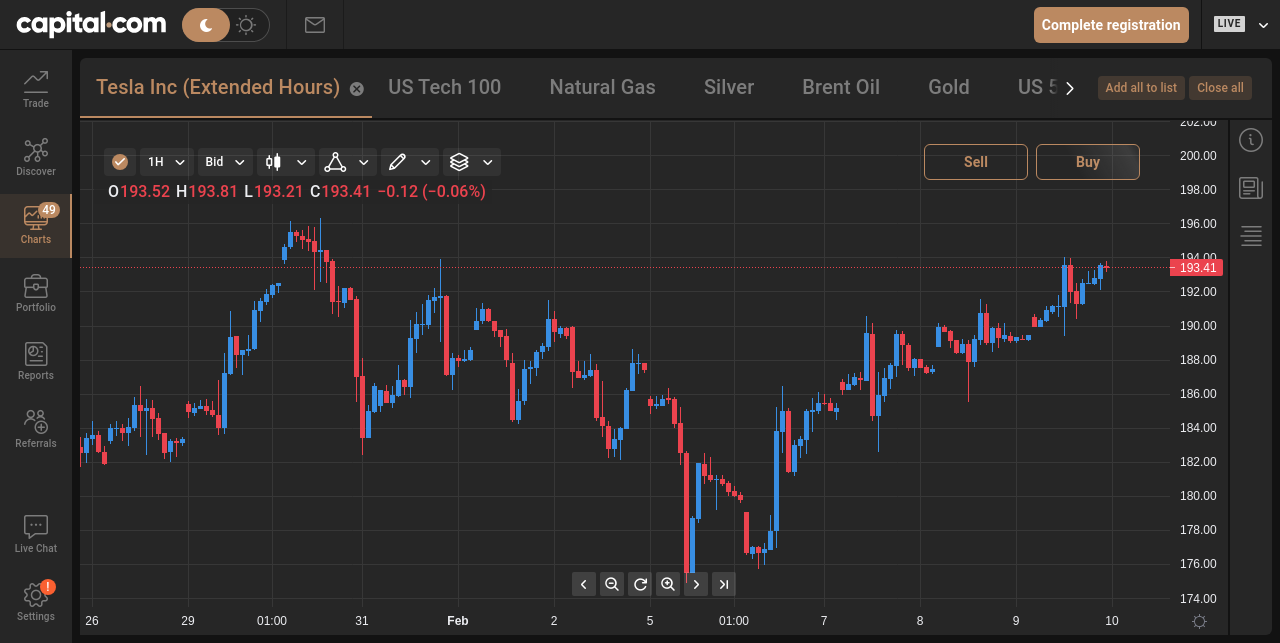 capital.com
Complete registration
LIVE
Trade
Discover
49
Charts
Portfolio
Reports
Referrals
Live Chat
!
Settings
Tesla Inc (Extended Hours)
US Tech 100
Natural Gas
Silver
Brent Oil
Gold
US 5
Add all to list
Close all
1H
Bid
Sell
Buy
O193.52 H193.81 L193.21 C193.41 −0.12 (−0.06%)
202.00
200.00
198.00
196.00
194.00
193.41
192.00
190.00
188.00
186.00
184.00
182.00
180.00
178.00
176.00
174.00
26
29
01:00
31
Feb
2
5
01:00
7
8
9
10